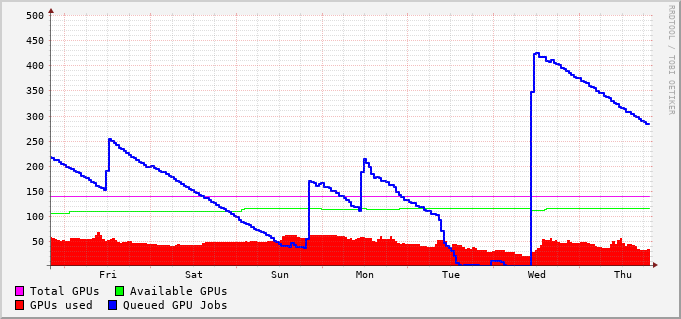 500
450
400
350
300
250
200
150
100
50
Fri Sat Sun Mon Tue Wed Thu
Total GPUs Available GPUs
GPUs used Queued GPU Jobs
RRDTOOL / TOBI OETIKER